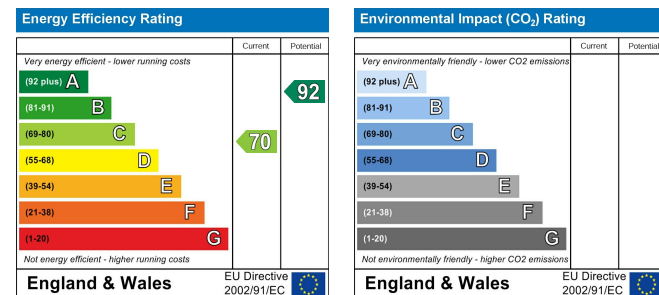 Energy Efficiency Rating
Current Potential
Very energy efficient - lower running costs
(92 plus) A
92
(81-91) B
(69-80) C
70
(55-68) D
(39-54) E
(21-38) F
(1-20) G
Not energy efficient - higher running costs
England & Wales
EU Directive
2002/91/EC
Environmental Impact (CO₂) Rating
Current Potential
Very environmentally friendly - lower CO2 emissions
(92 plus) A
(81-91) B
(69-80) C
(55-68) D
(39-54) E
(21-38) F
(1-20) G
Not environmentally friendly - higher CO2 emissions
England & Wales
EU Directive
2002/91/EC